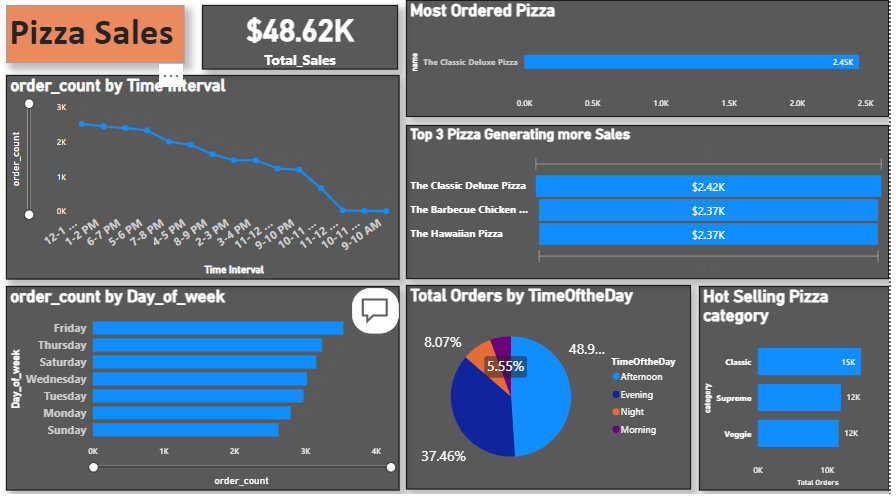 Pizza Sales
$48.62K
Total_Sales
Most Ordered Pizza
name
The Classic Deluxe Pizza
2.45K
0.0K 0.5K 1.0K 1.5K 2.0K 2.5K
...
order_count by Time Interval
order_count
3K
2K
1K
0K
12-1 ... 1-2 PM 6-7 PM 5-6 PM 7-8 PM 4-5 PM 8-9 PM 2-3 PM 3-4 PM 11-12 ... 9-10 PM 10-11 ... 11-12 ... 10-11 ... 9-10 AM
Time Interval
Top 3 Pizza Generating more Sales
The Classic Deluxe Pizza $2.42K
The Barbecue Chicken ... $2.37K
The Hawaiian Pizza $2.37K
order_count by Day_of_week
Day_of_week
Friday
Thursday
Saturday
Wednesday
Tuesday
Monday
Sunday
0K 1K 2K 3K 4K
order_count
Total Orders by TimeOftheDay
48.9...
37.46%
8.07%
5.55%
TimeOftheDay
Afternoon
Evening
Night
Morning
Hot Selling Pizza
category
category
Classic 15K
Supreme 12K
Veggie 12K
0K 10K
Total Orders